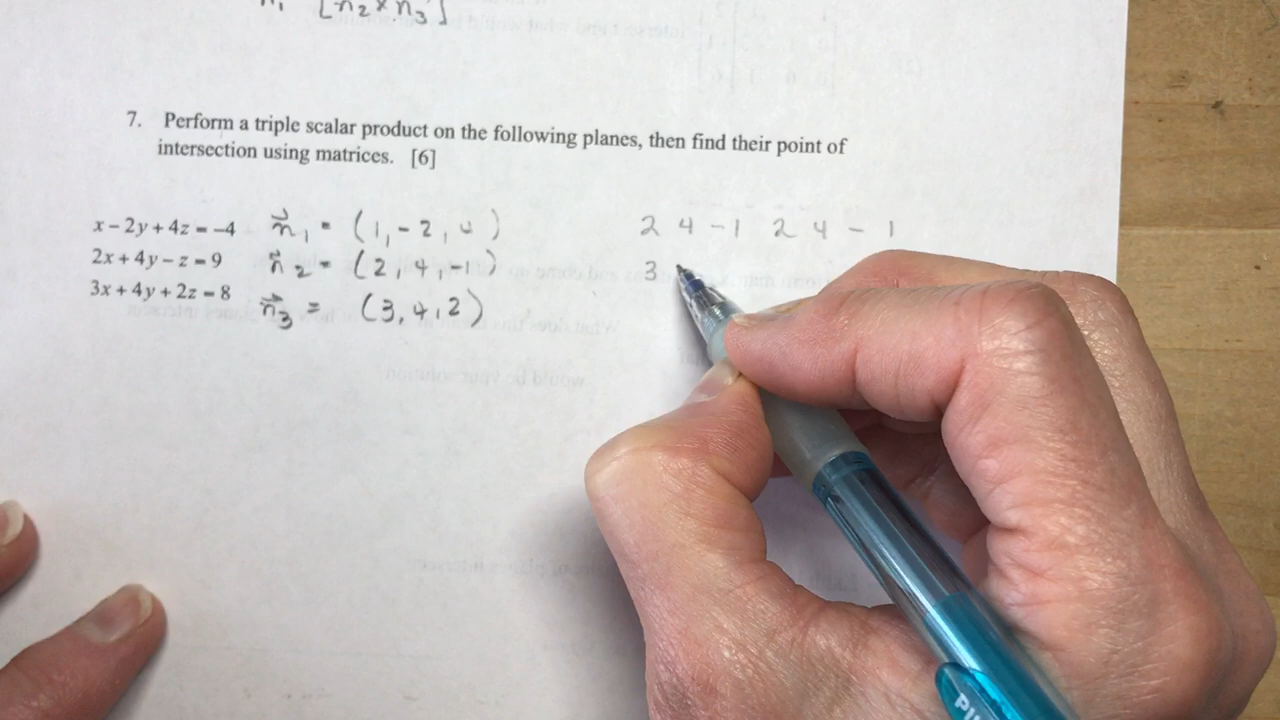 [n₂ × n₃]
7. Perform a triple scalar product on the following planes, then find their point of
intersection using matrices. [6]
x – 2y + 4z = –4 n⃗₁ = (1, -2, 4) 2 4 -1 2 4 -1
2x + 4y – z = 9 n⃗₂ = (2, 4, -1) 3
3x + 4y + 2z = 8 n⃗₃ = (3, 4, 2)